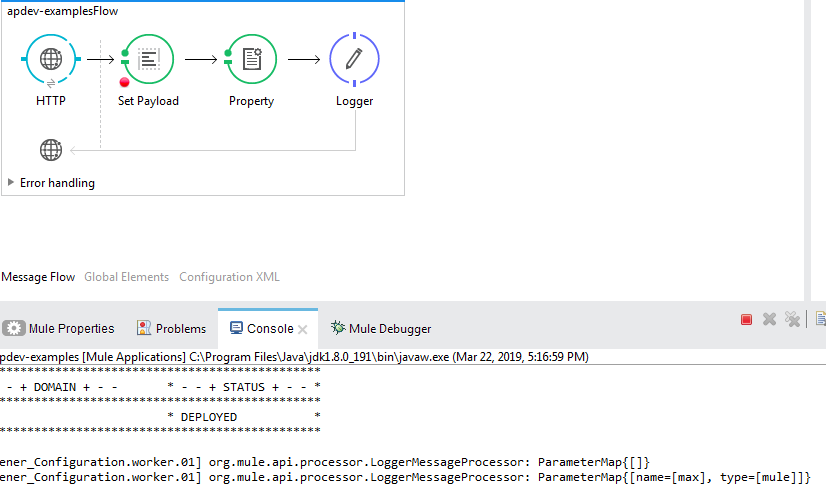 apdev-examplesFlow
HTTP
Set Payload
Property
Logger
Error handling
Message Flow Global Elements Configuration XML
Mule Properties Problems Console Mule Debugger
pdev-examples [Mule Applications] C:\Program Files\Java\jdk1.8.0_191\bin\javaw.exe (Mar 22, 2019, 5:16:59 PM)
*******************************************
- - + DOMAIN + - - * - - + STATUS + - - *
*******************************************
* DEPLOYED *
*******************************************
ener_Configuration.worker.01] org.mule.api.processor.LoggerMessageProcessor: ParameterMap{[]}
ener_Configuration.worker.01] org.mule.api.processor.LoggerMessageProcessor: ParameterMap{[name=[max], type=[mule]]}